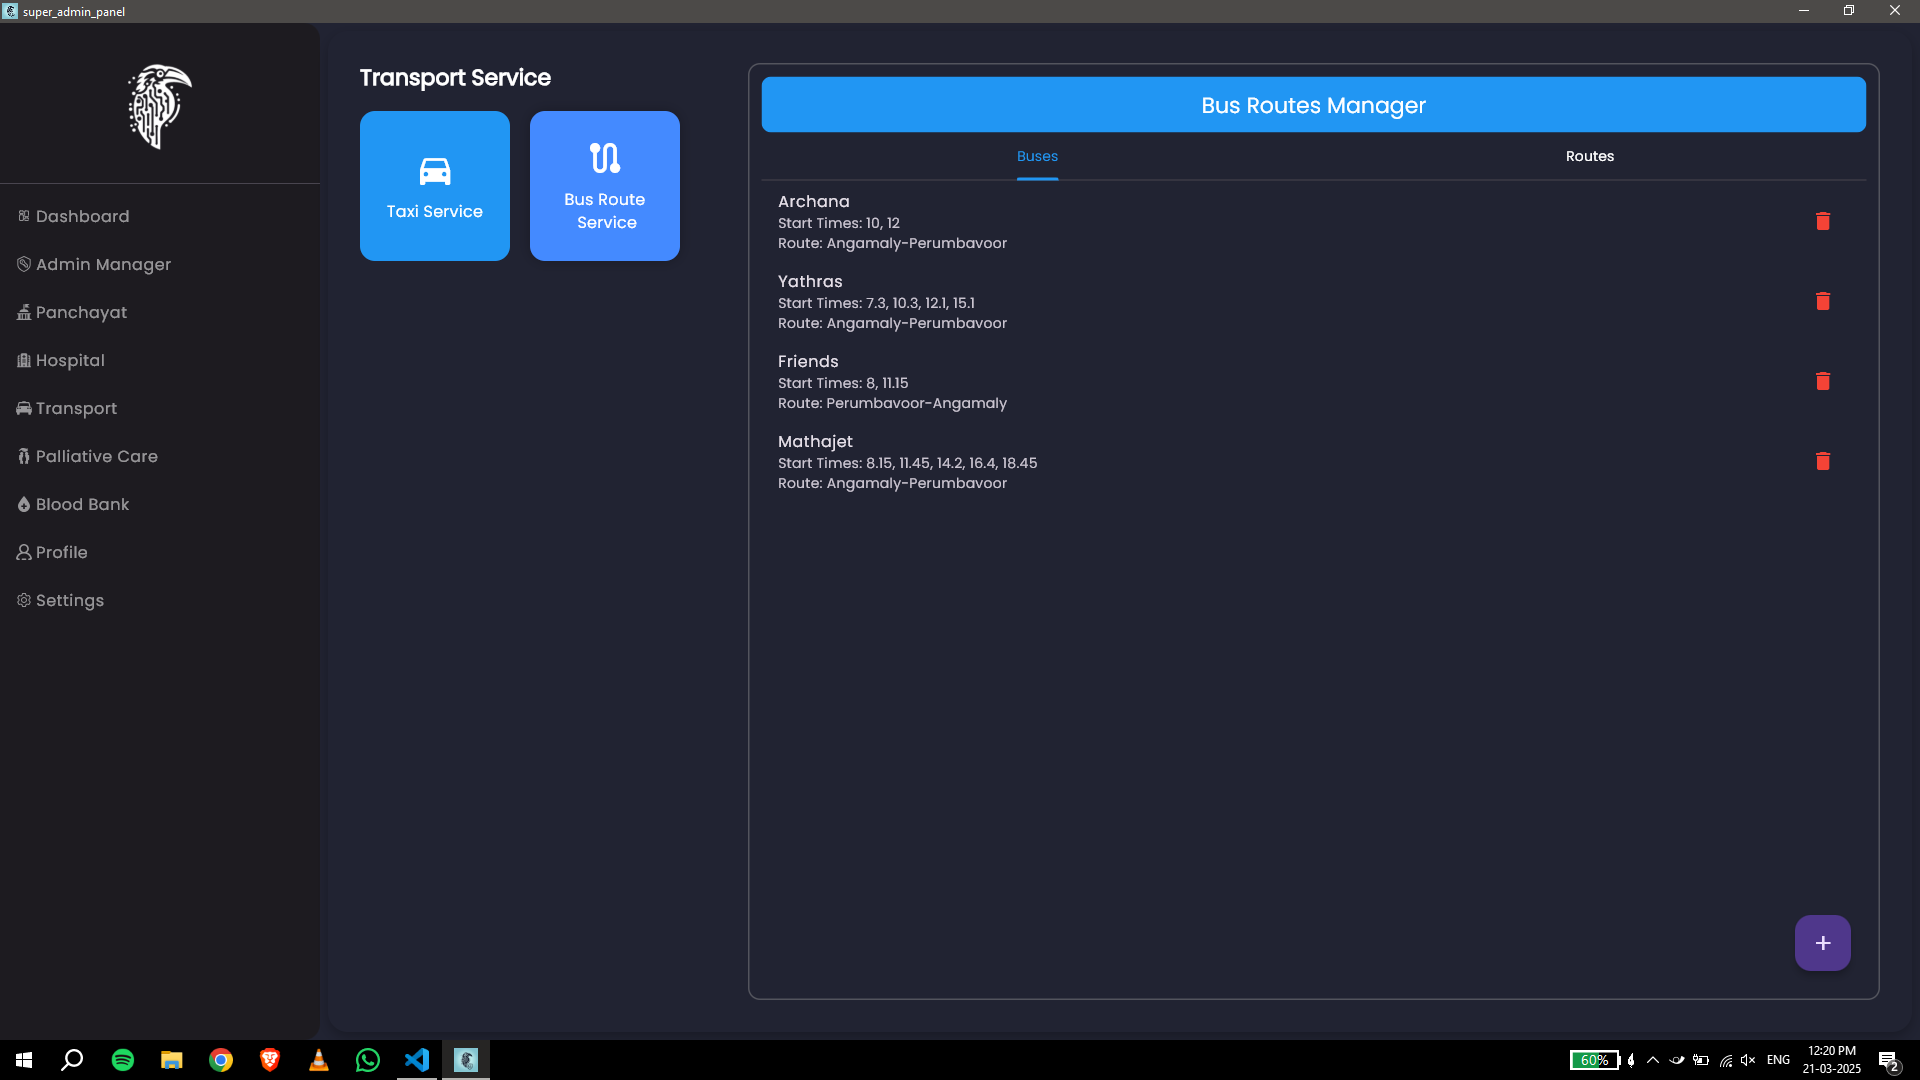 super_admin_panel
Dashboard
Admin Manager
Panchayat
Hospital
Transport
Palliative Care
Blood Bank
Profile
Settings
Transport Service
Taxi Service
Bus Route
Service
Bus Routes Manager
Buses
Routes
Archana
Start Times: 10, 12
Route: Angamaly-Perumbavoor
Yathras
Start Times: 7.3, 10.3, 12.1, 15.1
Route: Angamaly-Perumbavoor
Friends
Start Times: 8, 11.15
Route: Perumbavoor-Angamaly
Mathajet
Start Times: 8.15, 11.45, 14.2, 16.4, 18.45
Route: Angamaly-Perumbavoor
+
60%
ENG
12:20 PM
21-03-2025
2